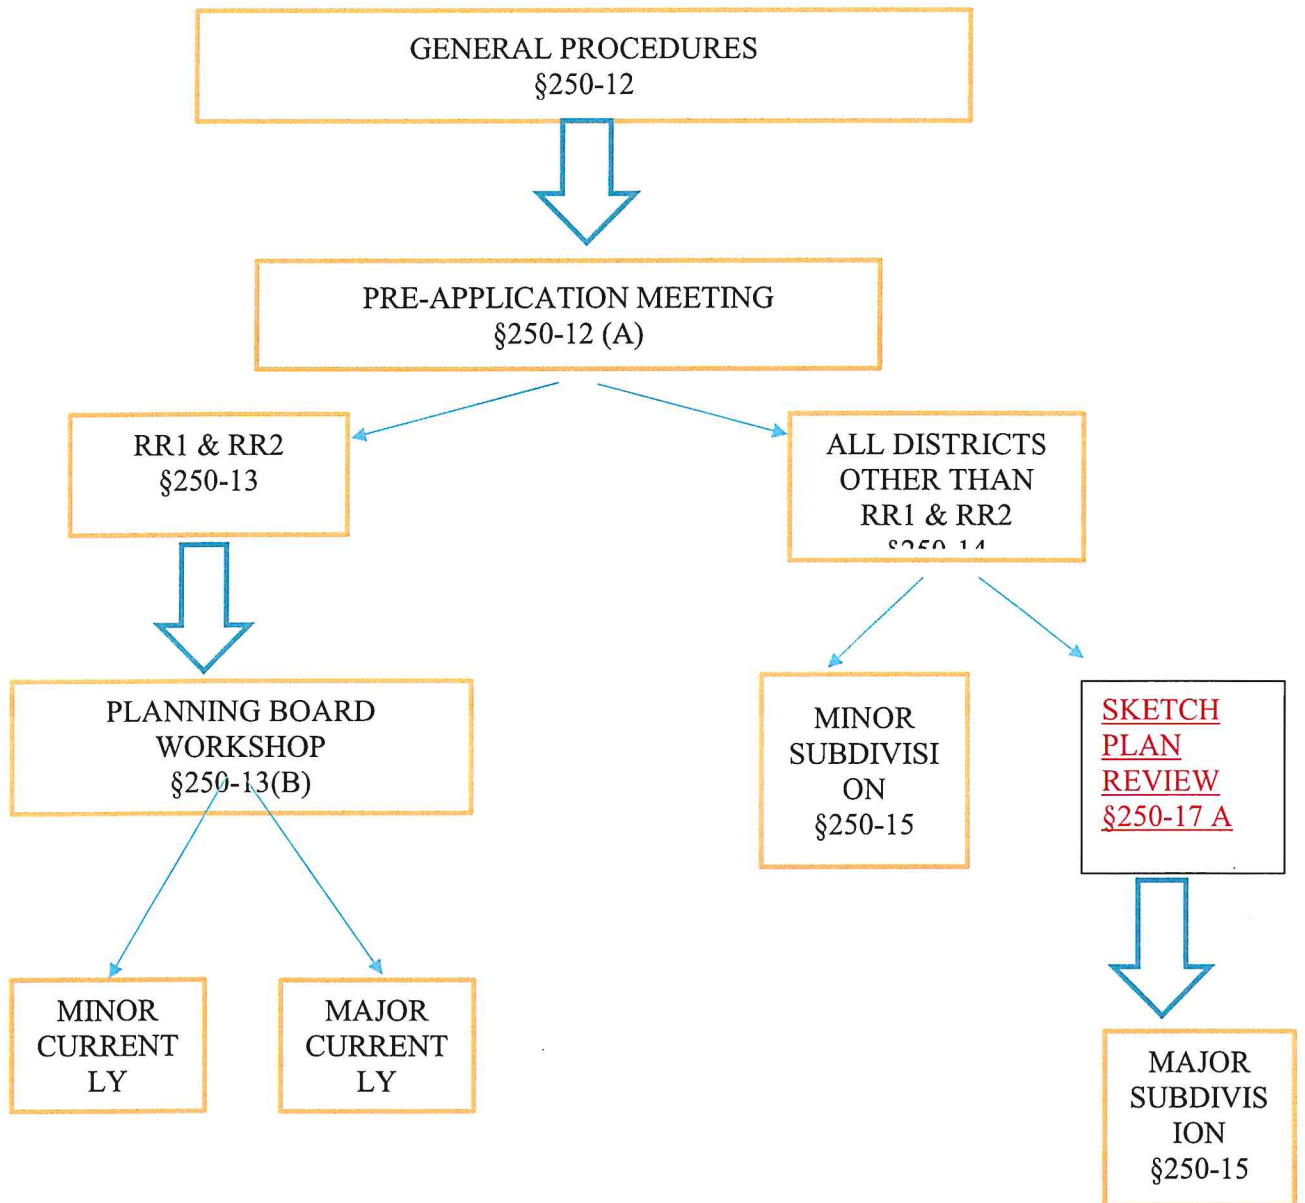 GENERAL PROCEDURES
§250-12
PRE-APPLICATION MEETING
§250-12 (A)
RR1 & RR2
§250-13
ALL DISTRICTS
OTHER THAN
RR1 & RR2
§250-14
PLANNING BOARD
WORKSHOP
§250-13(B)
MINOR
SUBDIVISI
ON
§250-15
SKETCH
PLAN
REVIEW
§250-17 A
MINOR
CURRENT
LY
MAJOR
CURRENT
LY
MAJOR
SUBDIVIS
ION
§250-15